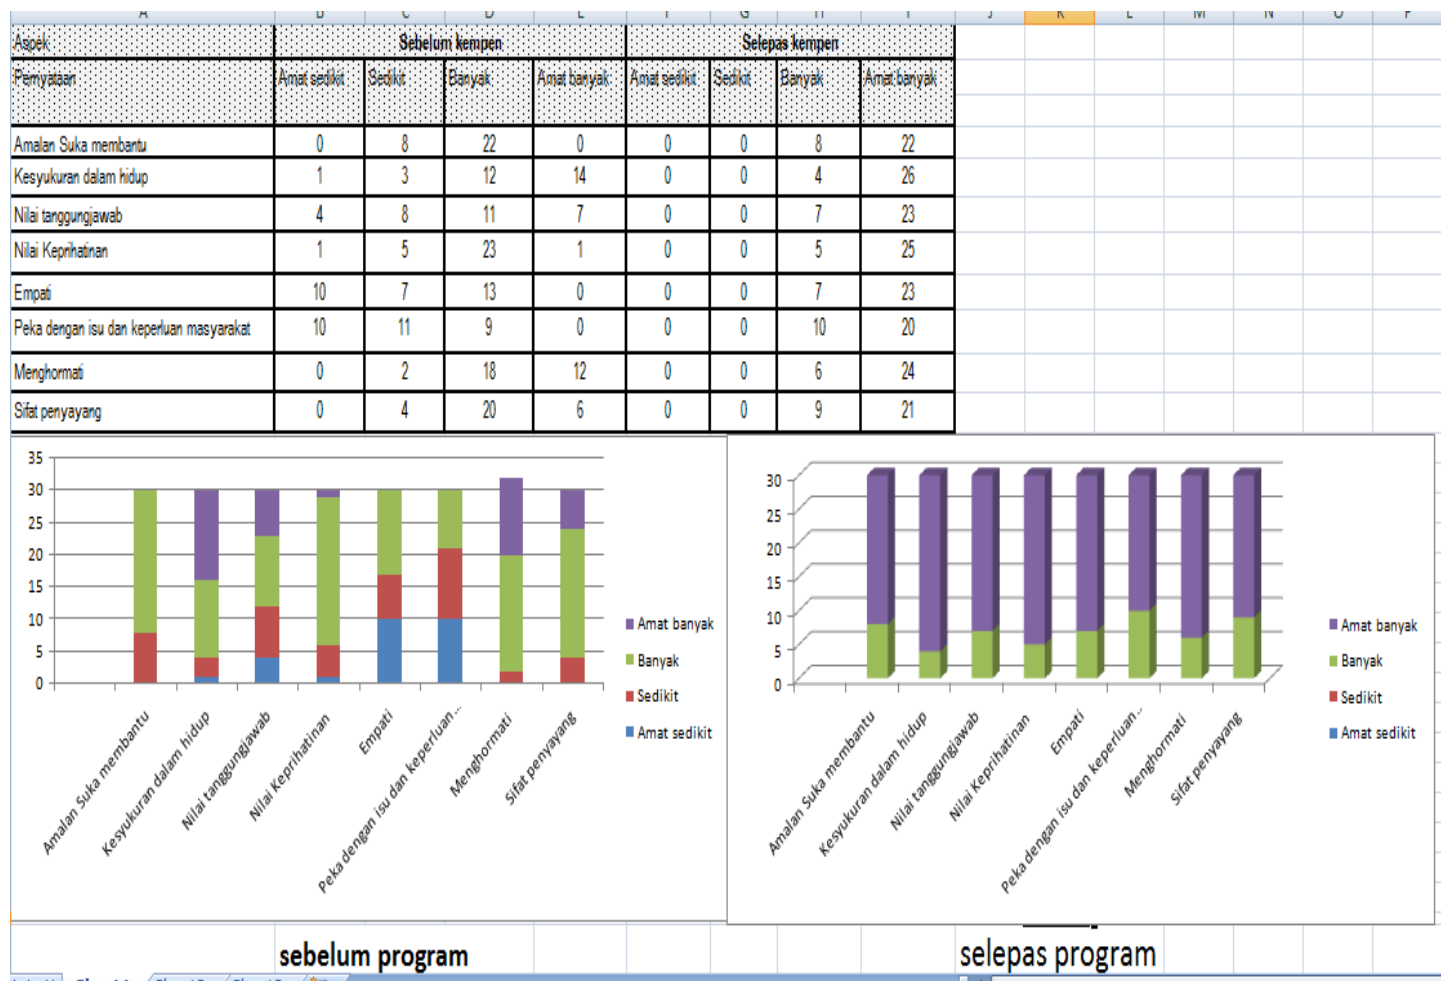 Aspek Sebelum kempen Selepas kempen
Pernyataan Amat sedikit Sedikit Banyak Amat banyak Amat sedikit Sedikit Banyak Amat banyak
Amalan Suka membantu 0 8 22 0 0 0 8 22
Kesyukuran dalam hidup 1 3 12 14 0 0 4 26
Nilai tanggungjawab 4 8 11 7 0 0 7 23
Nilai Keprihatinan 1 5 23 1 0 0 5 25
Empati 10 7 13 0 0 0 7 23
Peka dengan isu dan keperluan masyarakat 10 11 9 0 0 0 10 20
Menghormati 0 2 18 12 0 0 6 24
Sifat penyayang 0 4 20 6 0 0 9 21
35
30
25
20
15
10
5
0
Amalan Suka membantu
Kesyukuran dalam hidup
Nilai tanggungjawab
Nilai Keprihatinan
Empati
Peka dengan isu dan keperluan...
Menghormati
Sifat penyayang
Amat banyak
Banyak
Sedikit
Amat sedikit
30
25
20
15
10
5
0
Amalan Suka membantu
Kesyukuran dalam hidup
Nilai tanggungjawab
Nilai Keprihatinan
Empati
Peka dengan isu dan keperluan...
Menghormati
Sifat penyayang
Amat banyak
Banyak
Sedikit
Amat sedikit
sebelum program
selepas program